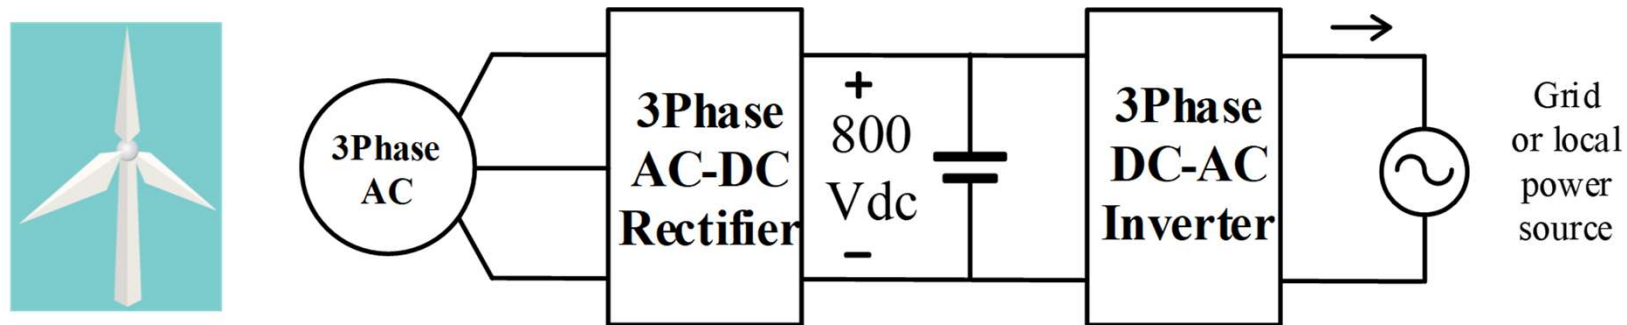 3Phase
AC
3Phase
AC-DC
Rectifier
+
800
Vdc
−
3Phase
DC-AC
Inverter
Grid
or local
power
source